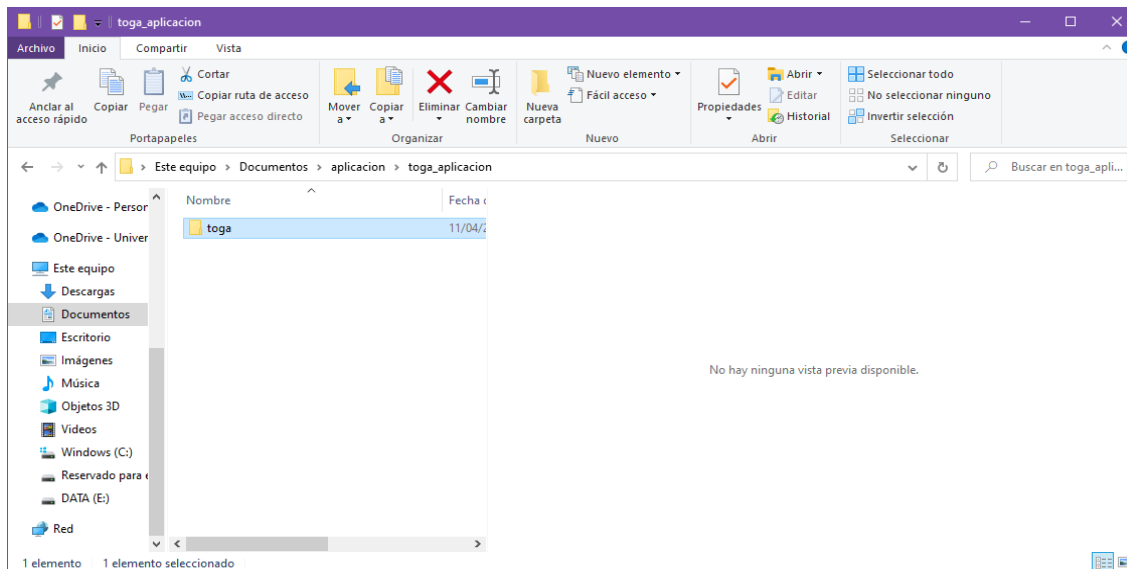 toga_aplicacion
Archivo Inicio Compartir Vista
Anclar al acceso rápido
Copiar
Pegar
Cortar
Copiar ruta de acceso
Pegar acceso directo
Portapapeles
Mover a
Copiar a
Eliminar
Cambiar nombre
Organizar
Nueva carpeta
Nuevo elemento
Fácil acceso
Nuevo
Propiedades
Abrir
Editar
Historial
Abrir
Seleccionar todo
No seleccionar ninguno
Invertir selección
Seleccionar
Este equipo > Documentos > aplicacion > toga_aplicacion
Buscar en toga_apli...
OneDrive - Person
OneDrive - Univer
Este equipo
Descargas
Documentos
Escritorio
Imágenes
Música
Objetos 3D
Videos
Windows (C:)
Reservado para e
DATA (E:)
Red
Nombre Fecha
toga 11/04/2
No hay ninguna vista previa disponible.
1 elemento 1 elemento seleccionado